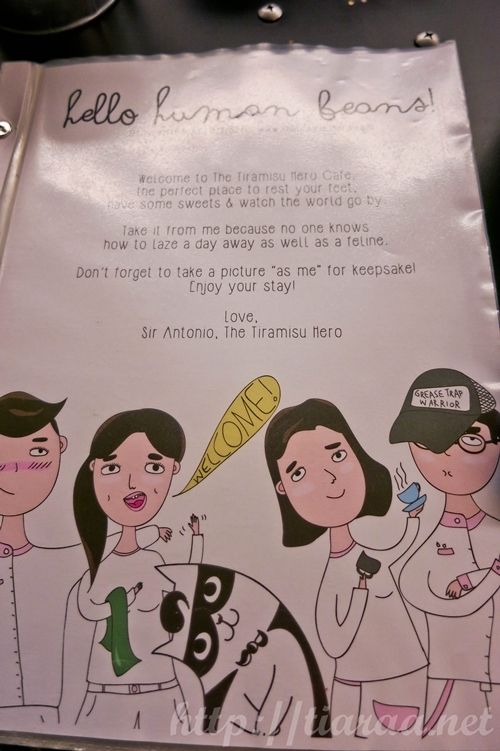 hello human beans!
Welcome to The Tiramisu Hero Cafe,
the perfect place to rest your feet,
have some sweets & watch the world go by.
Take it from me because no one knows
how to laze a day away as well as a feline.
Don't forget to take a picture "as me" for keepsake!
Enjoy your stay!
Love,
Sir Antonio, The Tiramisu Hero
WELCOME!
GREASE TRAP
WARRIOR
http://tiaraa.net